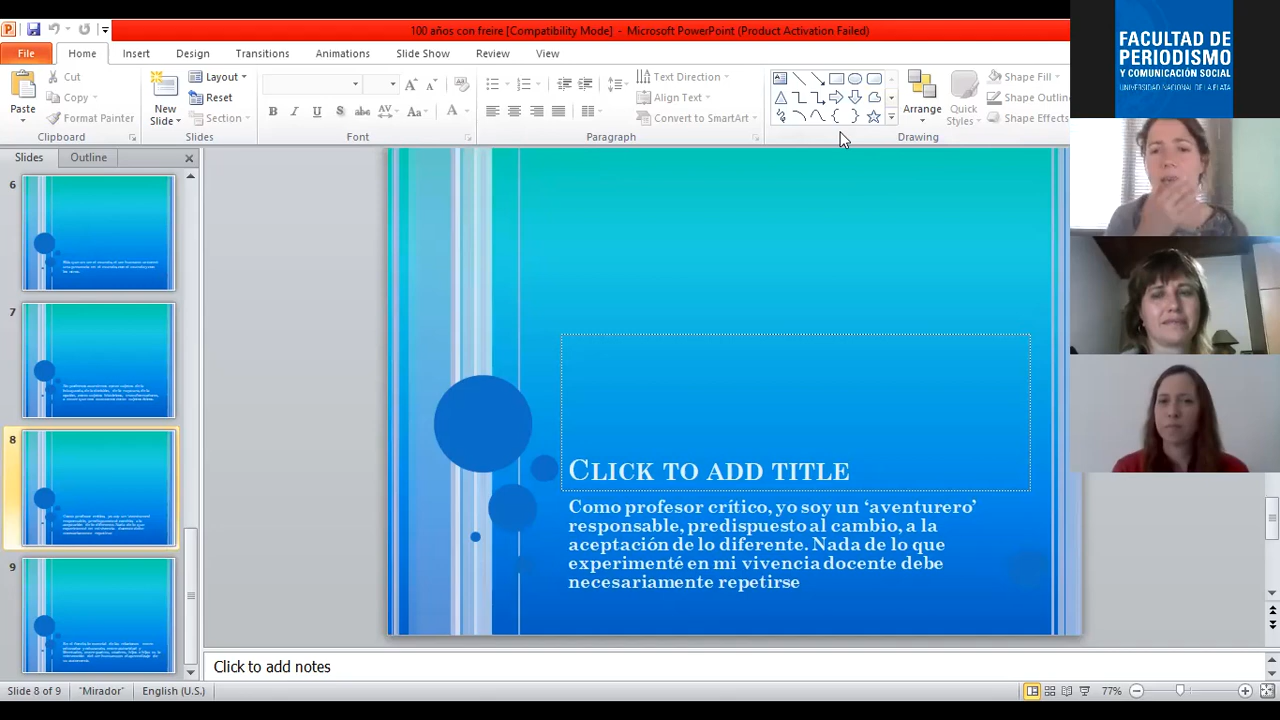 100 años con freire [Compatibility Mode] - Microsoft PowerPoint (Product Activation Failed)
File Home Insert Design Transitions Animations Slide Show Review View
Paste
Cut
Copy
Format Painter
Clipboard
New
Slide
Layout
Reset
Section
Slides
Font
Paragraph
Text Direction
Align Text
Convert to SmartArt
Arrange
Quick
Styles
Shape Fill
Shape Outlin
Shape Effects
Drawing
Slides Outline
6
7
8
9
CLICK TO ADD TITLE
Como profesor crítico, yo soy un ‘aventurero’
responsable, predispuesto al cambio, a la
aceptación de lo diferente. Nada de lo que
experimenté en mi vivencia docente debe
necesariamente repetirse
Click to add notes
Slide 8 of 9 "Mirador" English (U.S.) 77%
FACULTAD DE
PERIODISMO
Y COMUNICACIÓN SOCIAL
UNIVERSIDAD NACIONAL DE LA PLATA